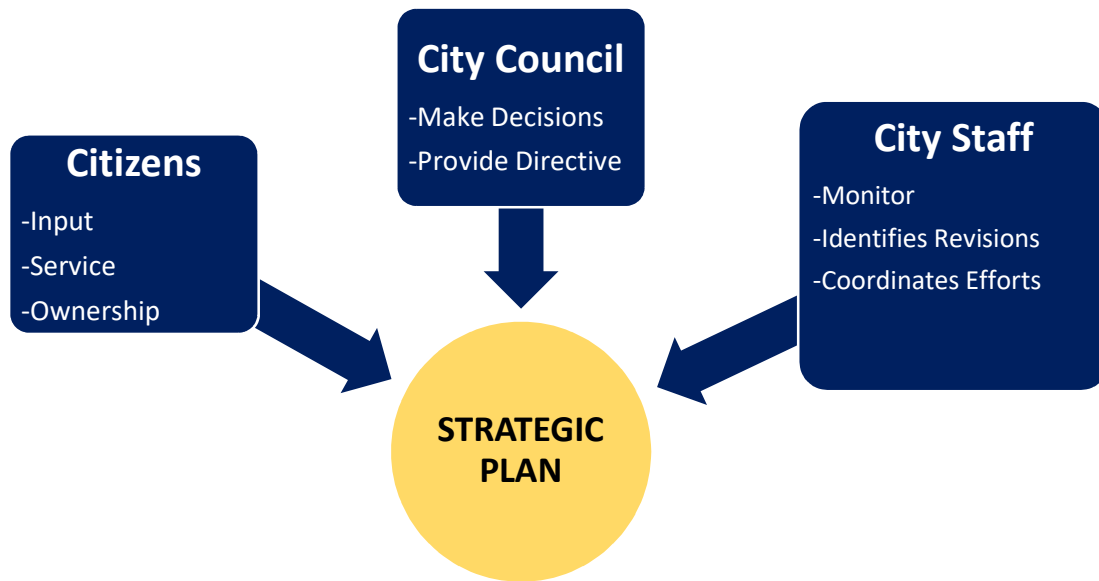 Citizens
-Input
-Service
-Ownership
City Council
-Make Decisions
-Provide Directive
City Staff
-Monitor
-Identifies Revisions
-Coordinates Efforts
STRATEGIC
PLAN